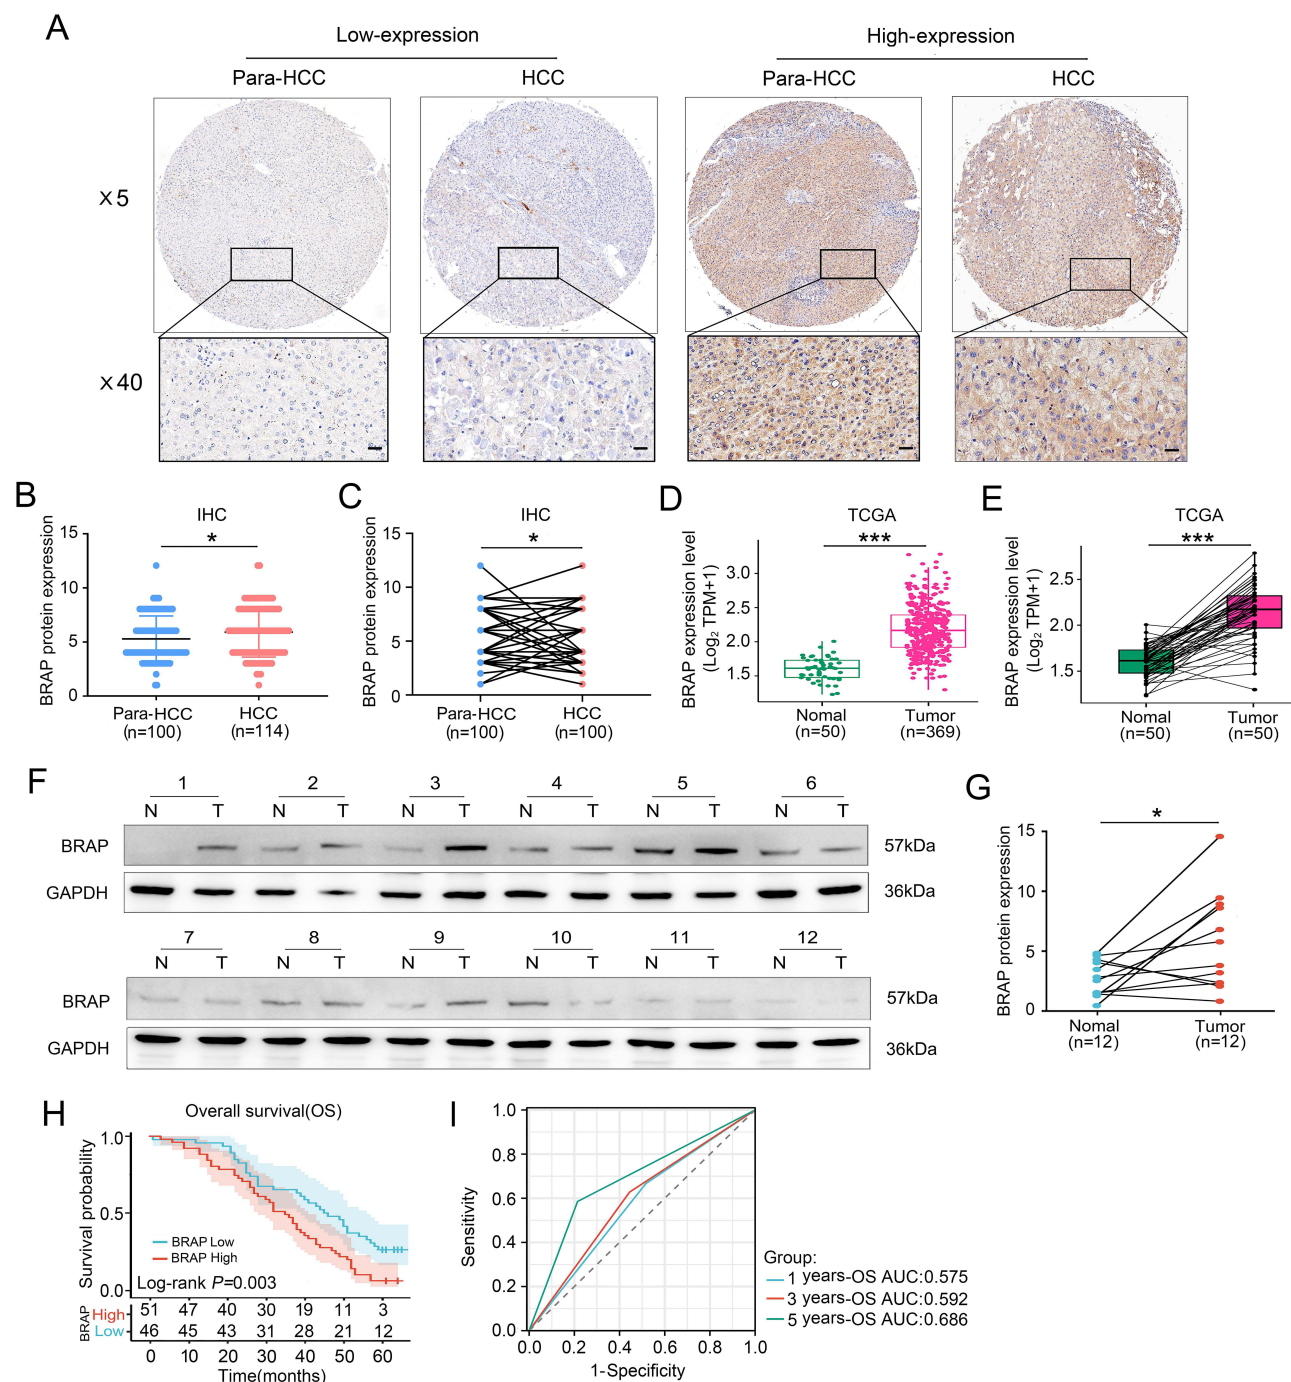 A
Low-expression
High-expression
Para-HCC
HCC
Para-HCC
HCC
×5
×40
B
IHC
*
BRAP protein expression
15
10
5
0
Para-HCC
(n=100)
HCC
(n=114)
C
IHC
*
BRAP protein expression
15
10
5
0
Para-HCC
(n=100)
HCC
(n=100)
D
TCGA
***
BRAP expression level
(Log₂ TPM+1)
3.0
2.5
2.0
1.5
Nomal
(n=50)
Tumor
(n=369)
E
TCGA
***
BRAP expression level
(Log₂ TPM+1)
2.5
2.0
1.5
Nomal
(n=50)
Tumor
(n=50)
F
1 2 3 4 5 6
N T N T N T N T N T N T
BRAP 57kDa
GAPDH 36kDa
7 8 9 10 11 12
N T N T N T N T N T N T
BRAP 57kDa
GAPDH 36kDa
G
*
BRAP protein expression
15
10
5
0
Nomal
(n=12)
Tumor
(n=12)
H
Overall survival(OS)
Survival probability
1.0
0.5
0.0
BRAP Low
BRAP High
Log-rank P=0.003
BRAP
High 51 47 40 30 19 11 3
Low 46 45 43 31 28 21 12
0 10 20 30 40 50 60
Time(months)
I
Sensitivity
1.0
0.8
0.6
0.4
0.2
0.0
0.0 0.2 0.4 0.6 0.8 1.0
1-Specificity
Group:
1 years-OS AUC:0.575
3 years-OS AUC:0.592
5 years-OS AUC:0.686